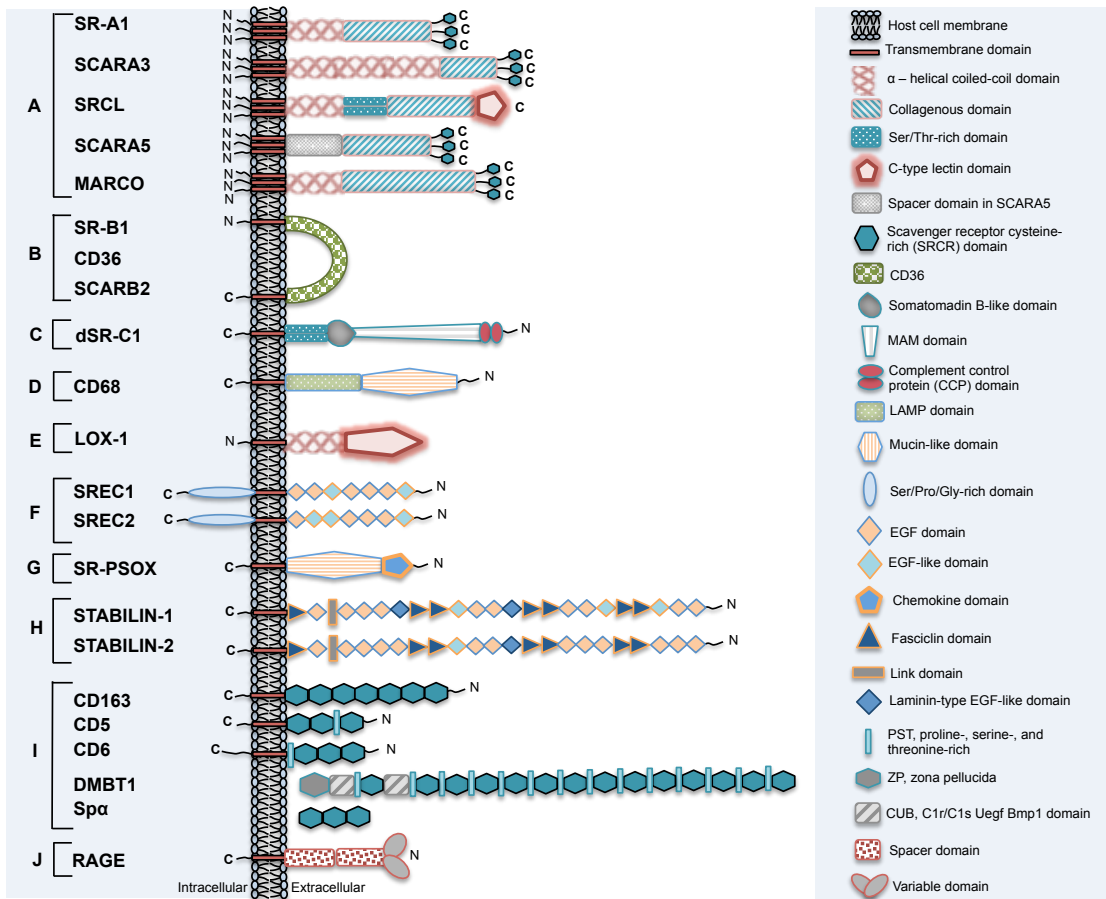 A
SR-A1
N
N
N
C
C
C
SCARA3
N
N
N
C
C
C
SRCL
N
N
N
C
SCARA5
N
N
N
C
C
C
MARCO
N
N
N
C
C
C
B
SR-B1
CD36
SCARB2
N
C
C
dSR-C1
C
N
D
CD68
C
N
E
LOX-1
N
F
SREC1
C
N
SREC2
C
N
G
SR-PSOX
C
N
H
STABILIN-1
C
N
STABILIN-2
C
N
I
CD163
C
N
CD5
C
N
CD6
C
N
DMBT1
Spα
J
RAGE
C
N
Intracellular
Extracellular
Host cell membrane
Transmembrane domain
α – helical coiled-coil domain
Collagenous domain
Ser/Thr-rich domain
C-type lectin domain
Spacer domain in SCARA5
Scavenger receptor cysteine-
rich (SRCR) domain
CD36
Somatomadin B-like domain
MAM domain
Complement control
protein (CCP) domain
LAMP domain
Mucin-like domain
Ser/Pro/Gly-rich domain
EGF domain
EGF-like domain
Chemokine domain
Fasciclin domain
Link domain
Laminin-type EGF-like domain
PST, proline-, serine-, and
threonine-rich
ZP, zona pellucida
CUB, C1r/C1s Uegf Bmp1 domain
Spacer domain
Variable domain